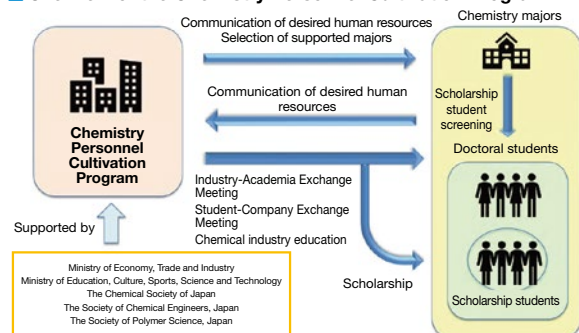 Communication of desired human resources
Selection of supported majors
Chemistry majors
Communication of desired human
resources
Scholarship
student
screening
Chemistry
Personnel
Cultivation
Program
Doctoral students
Industry-Academia Exchange
Meeting
Student-Company Exchange
Meeting
Chemical industry education
Supported by
Scholarship
Scholarship students
Ministry of Economy, Trade and Industry
Ministry of Education, Culture, Sports, Science and Technology
The Chemical Society of Japan
The Society of Chemical Engineers, Japan
The Society of Polymer Science, Japan